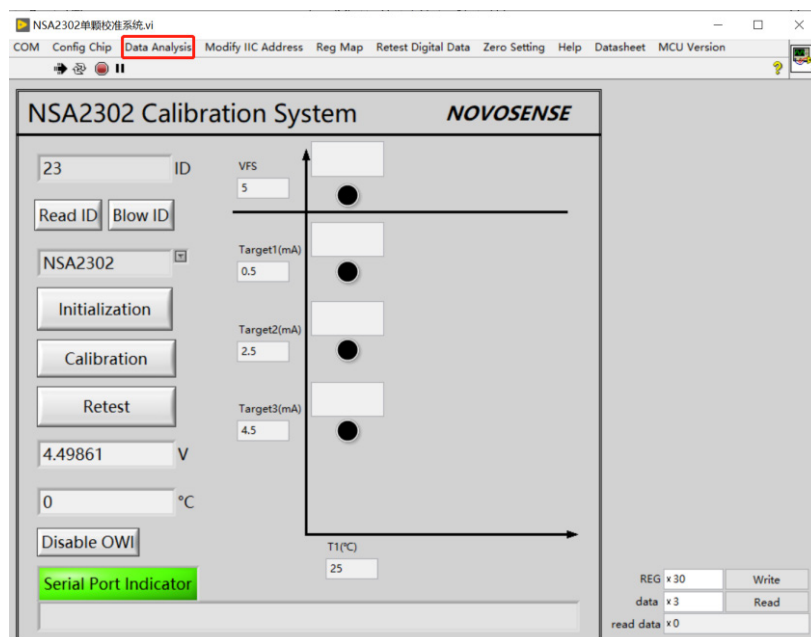 NSA2302单颗校准系统.vi
COM Config Chip Data Analysis Modify IIC Address Reg Map Retest Digital Data Zero Setting Help Datasheet MCU Version
NSA2302 Calibration System NOVOSENSE
23 ID
VFS
5
Read ID Blow ID
NSA2302
Target1(mA)
0.5
Initialization
Target2(mA)
2.5
Calibration
Retest
Target3(mA)
4.5
4.49861 V
0 °C
Disable OWI
T1(℃)
25
Serial Port Indicator
REG x 30 Write
data x 3 Read
read data x 0